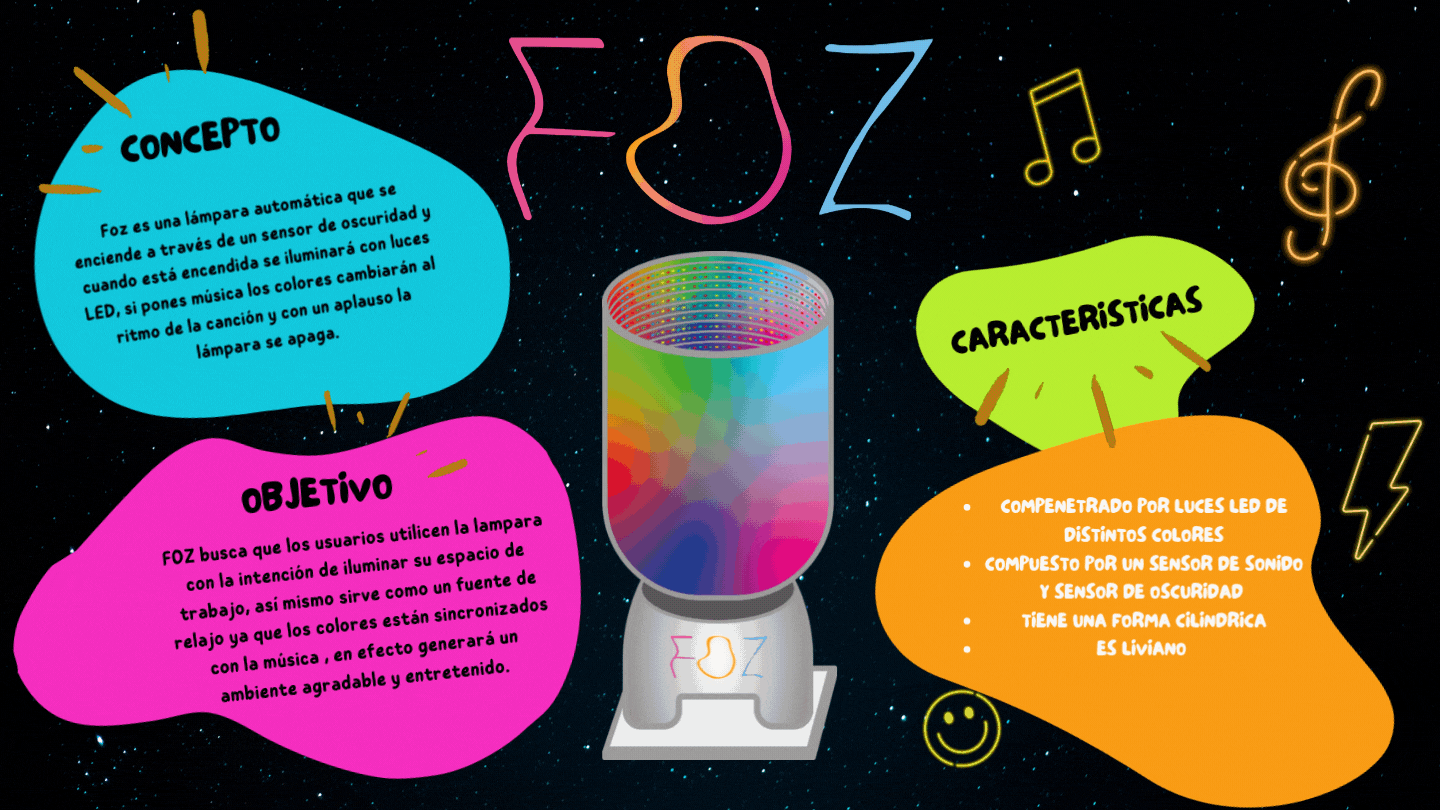 FOZ
CONCEPTO
Foz es una lámpara automática que se
enciende a través de un sensor de oscuridad y
cuando está encendida se iluminará con luces
LED, si pones música los colores cambiarán al
ritmo de la canción y con un aplauso la
lámpara se apaga.
OBJETIVO
FOZ busca que los usuarios utilicen la lampara
con la intención de iluminar su espacio de
trabajo, así mismo sirve como un fuente de
relajo ya que los colores están sincronizados
con la música , en efecto generará un
ambiente agradable y entretenido.
CARACTERÍSTICAS
• COMPENETRADO POR LUCES LED DE
DISTINTOS COLORES
• COMPUESTO POR UN SENSOR DE SONIDO
Y SENSOR DE OSCURIDAD
• TIENE UNA FORMA CILINDRICA
• ES LIVIANO
FOZ